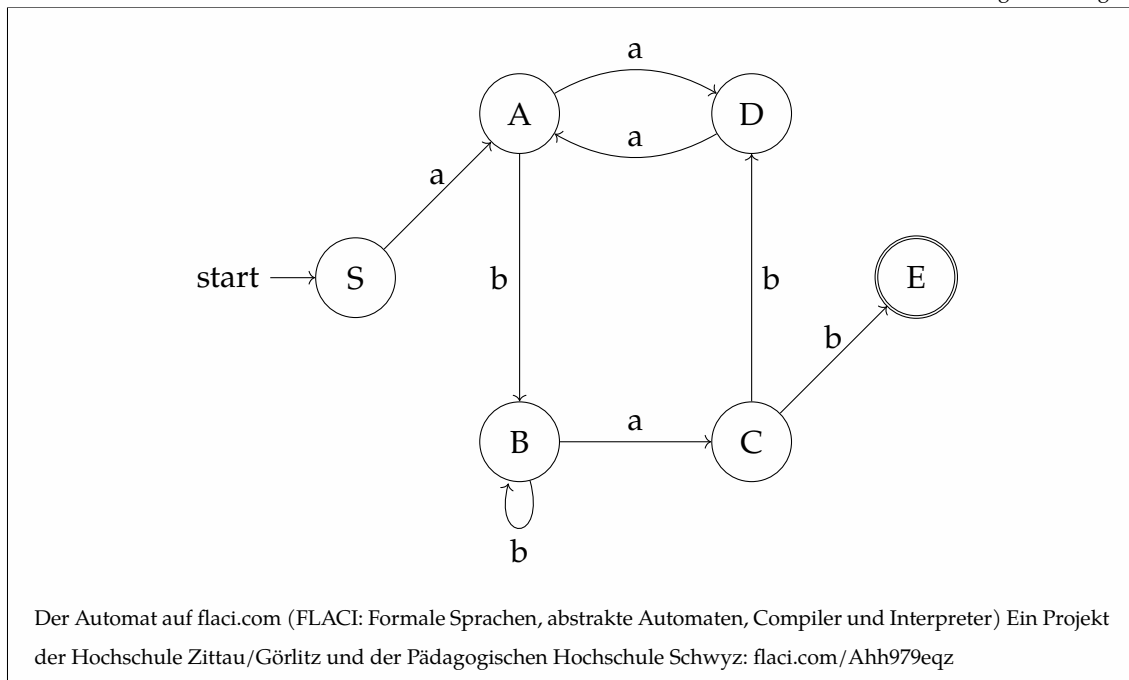 a
A
D
a
a
b
start
S
b
E
b
B
a
C
b
Der Automat auf flaci.com (FLACI: Formale Sprachen, abstrakte Automaten, Compiler und Interpreter) Ein Projekt
der Hochschule Zittau/Görlitz und der Pädagogischen Hochschule Schwyz: flaci.com/Ahh979eqz